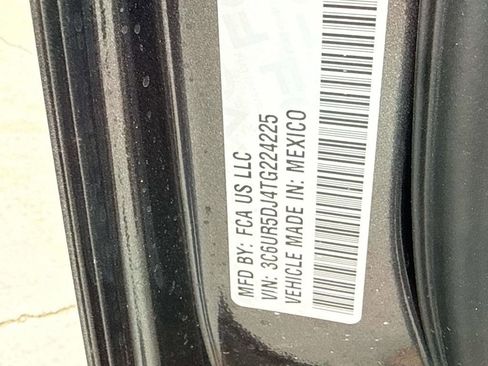 MFD BY: FCA US LLC
VIN: 3C6UR5DJ4TG224225
VEHICLE MADE IN: MEXICO